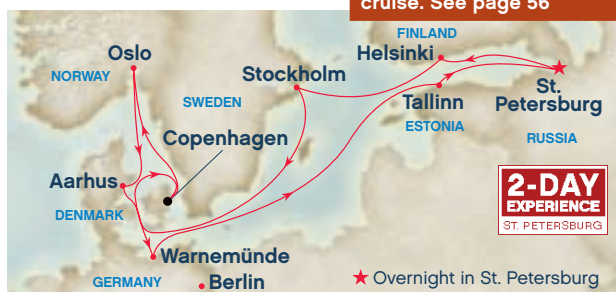 cruise. See page 56
FINLAND
Oslo
Helsinki
NORWAY
Stockholm
St.
Petersburg
SWEDEN
Tallinn
ESTONIA
Copenhagen
RUSSIA
Aarhus
2-DAY
EXPERIENCE
ST. PETERSBURG
DENMARK
Warnemünde
GERMANY
Berlin
★ Overnight in St. Petersburg